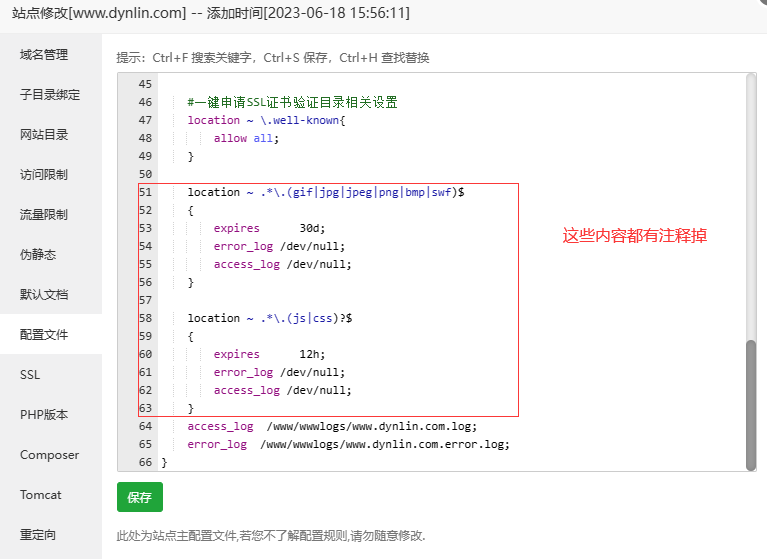 站点修改[www.dynlin.com] -- 添加时间[2023-06-18 15:56:11]
域名管理
子目录绑定
网站目录
访问限制
流量限制
伪静态
默认文档
配置文件
SSL
PHP版本
Composer
Tomcat
重定向
提示：Ctrl+F 搜索关键字，Ctrl+S 保存，Ctrl+H 查找替换
45
46 #一键申请SSL证书验证目录相关设置
47 location ~ \.well-known{
48 allow all;
49 }
50
51 location ~ .*\.(gif|jpg|jpeg|png|bmp|swf)$
52 {
53 expires      30d;
54 error_log /dev/null;
55 access_log /dev/null;
56 }
57
58 location ~ .*\.(js|css)?$
59 {
60 expires      12h;
61 error_log /dev/null;
62 access_log /dev/null;
63 }
64 access_log  /www/wwwlogs/www.dynlin.com.log;
65 error_log  /www/wwwlogs/www.dynlin.com.error.log;
66 }
这些内容都有注释掉
保存
此处为站点主配置文件,若您不了解配置规则,请勿随意修改.